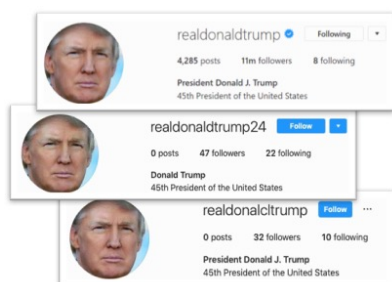 realdonaldtrump Following
4,285 posts 11m followers 8 following
President Donald J. Trump
45th President of the United States
realdonaldtrump24 Follow
0 posts 47 followers 22 following
Donald Trump
45th President of the United States
realdonalcltrump Follow ...
0 posts 32 followers 10 following
President Donald J. Trump
45th President of the United States